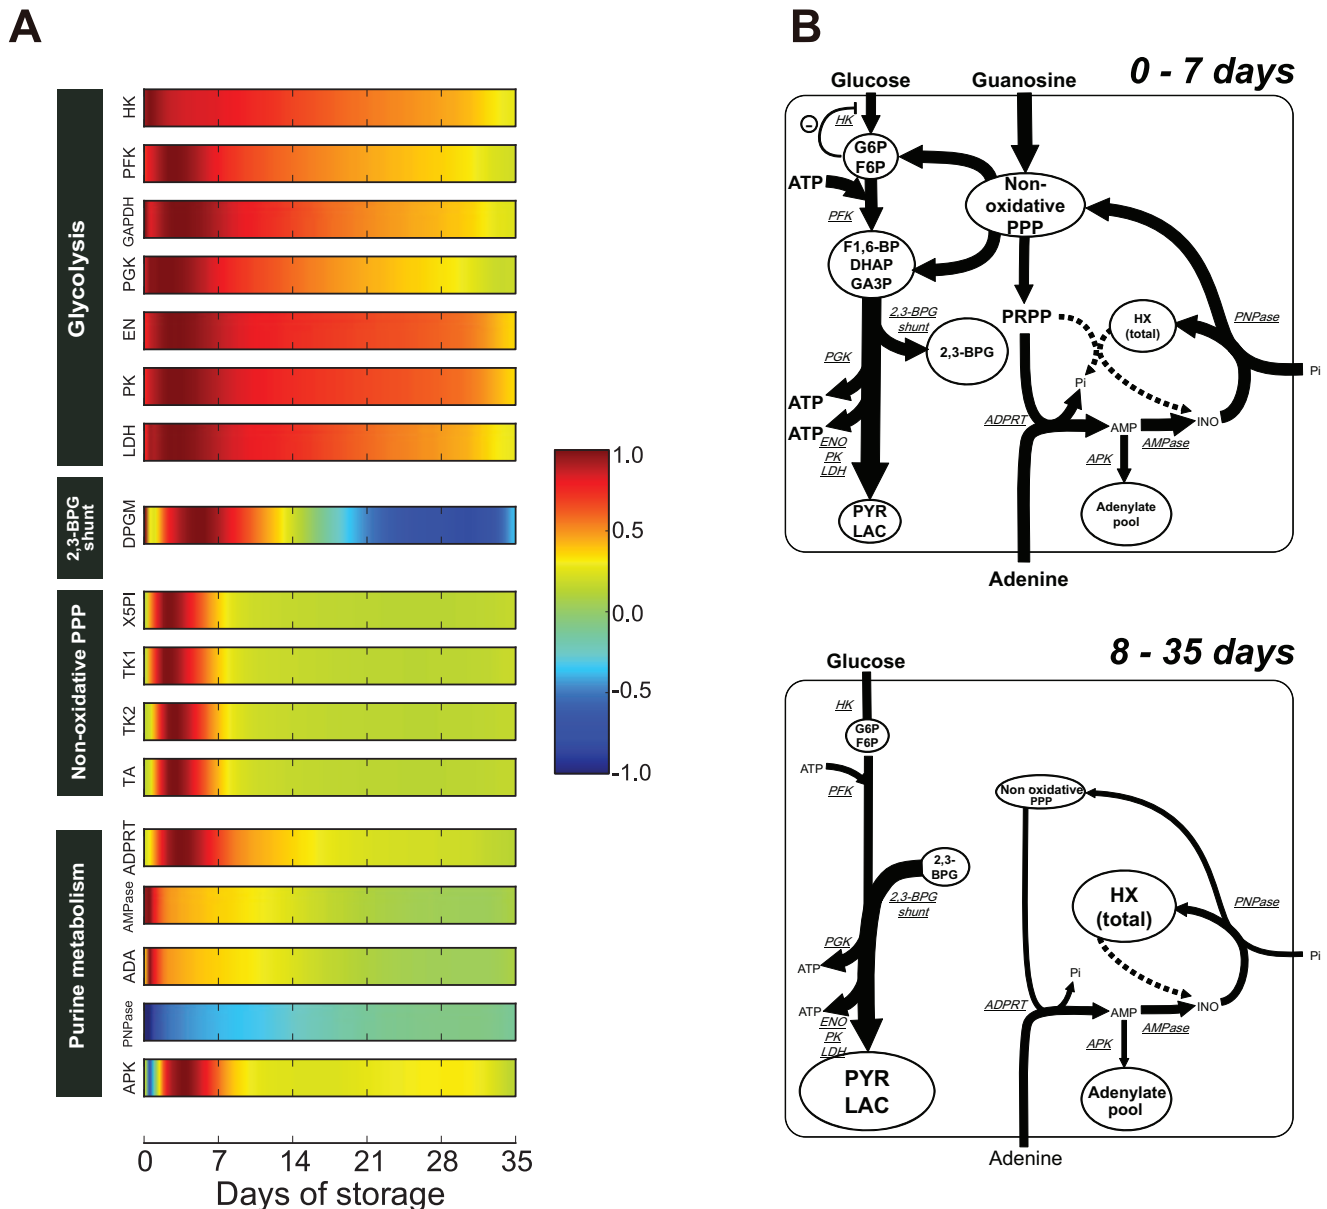 A
Glycolysis
HK
PFK
GAPDH
PGK
EN
PK
LDH
2,3-BPG
shunt
DPGM
Non-oxidative PPP
X5PI
TK1
TK2
TA
Purine metabolism
ADPRT
AMPase
ADA
PNPase
APK
0 7 14 21 28 35
Days of storage
1.0
0.5
0.0
-0.5
-1.0
B
0 - 7 days
Glucose
Guanosine
HK
G6P
F6P
ATP
PFK
Non-
oxidative
PPP
F1,6-BP
DHAP
GA3P
2,3-BPG
shunt
2,3-BPG
PRPP
HX
(total)
PNPase
Pi
PGK
Pi
ATP
ATP
ENO
PK
LDH
ADPRT
AMP
AMPase
INO
APK
PYR
LAC
Adenylate
pool
Adenine
8 - 35 days
Glucose
HK
G6P
F6P
ATP
PFK
Non oxidative
PPP
2,3-
BPG
2,3-BPG
shunt
HX
(total)
PNPase
PGK
ATP
Pi
Pi
ATP
ENO
PK
LDH
ADPRT
AMP
AMPase
INO
APK
PYR
LAC
Adenylate
pool
Adenine